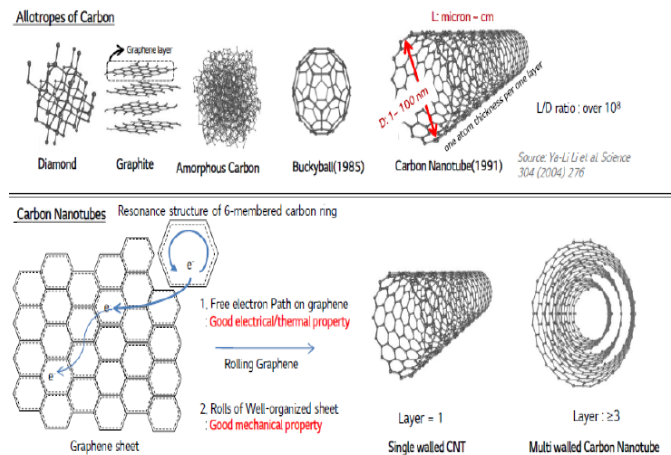 Allotropes of Carbon
Graphene layer
L: micron – cm
D: 1– 100 nm
one atom thickness per one layer
L/D ratio : over 10⁸
Diamond
Graphite
Amorphous Carbon
Buckyball(1985)
Carbon Nanotube(1991)
Source: Ya-Li Li et al. Science
304 (2004) 276
Carbon Nanotubes
Resonance structure of 6-membered carbon ring
e⁻
e⁻
e⁻
1. Free electron Path on graphene
: Good electrical/thermal property
Rolling Graphene
2. Rolls of Well-organized sheet
: Good mechanical property
Graphene sheet
Layer = 1
Layer : ≥3
Single walled CNT
Multi walled Carbon Nanotube